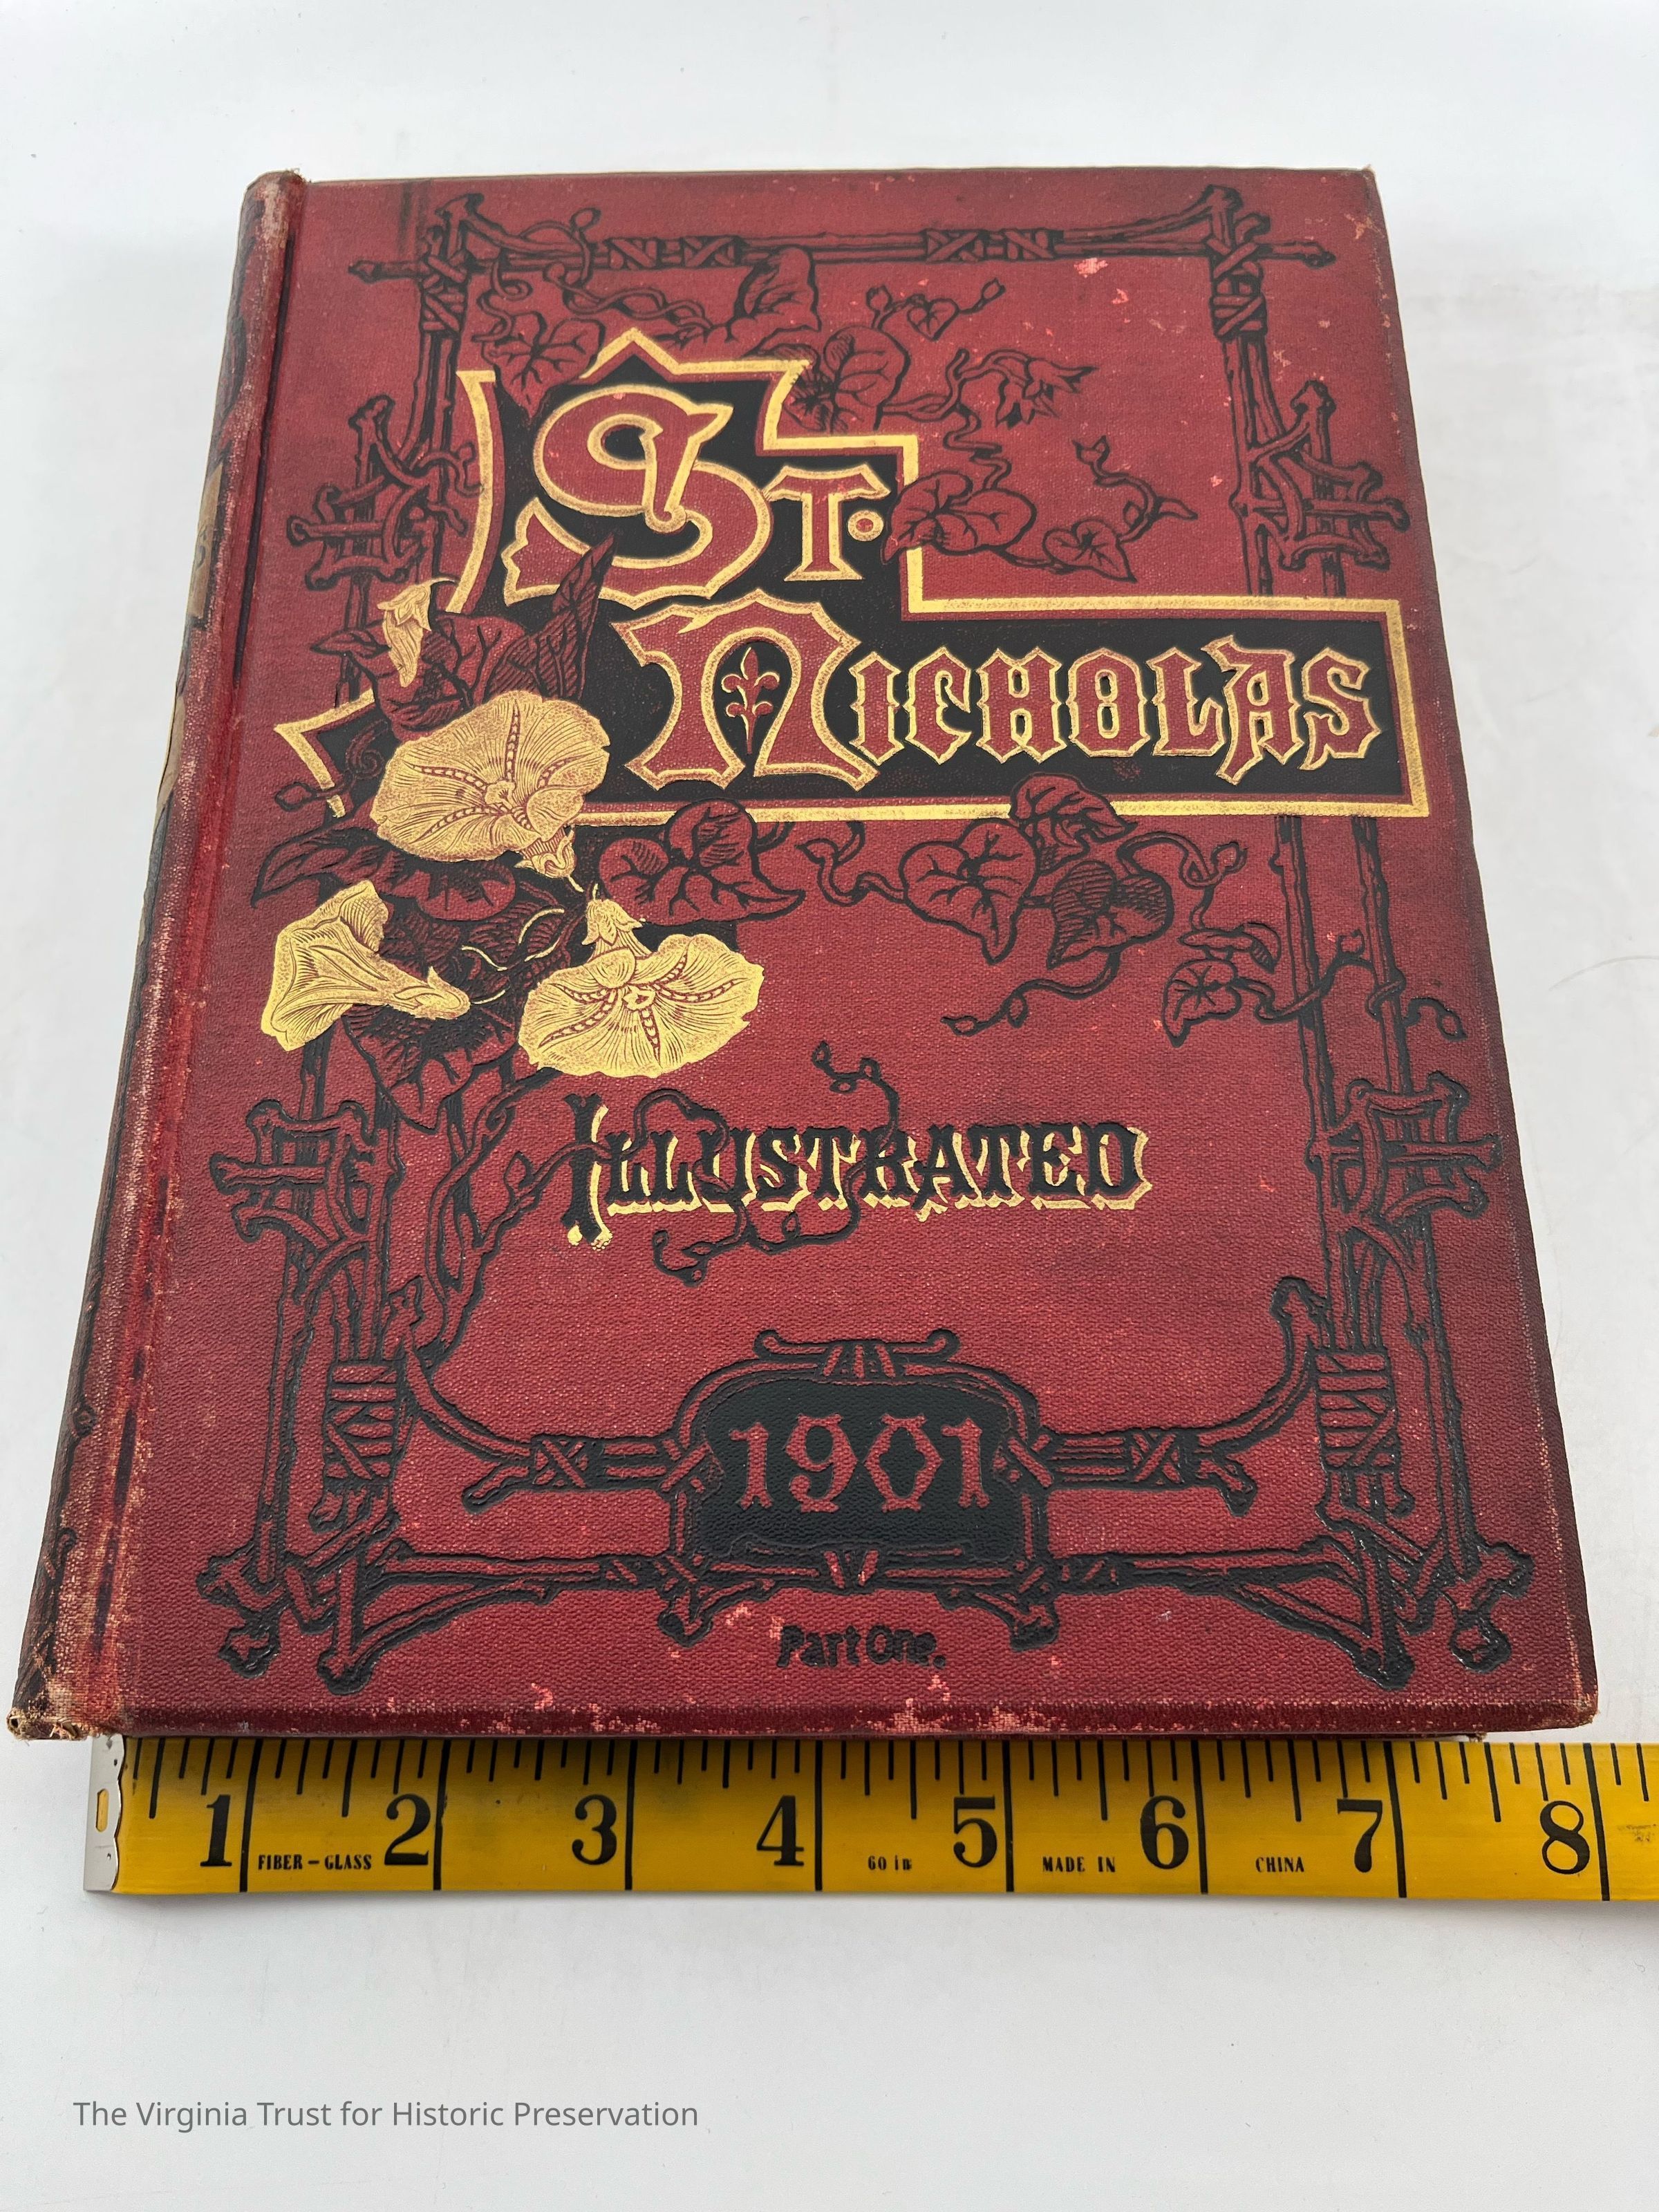 St.
Nicholas
Illustrated
1901
Part One.
1 2 3 4 5 6 7 8
FIBER-GLASS 60 in MADE IN CHINA
The Virginia Trust for Historic Preservation